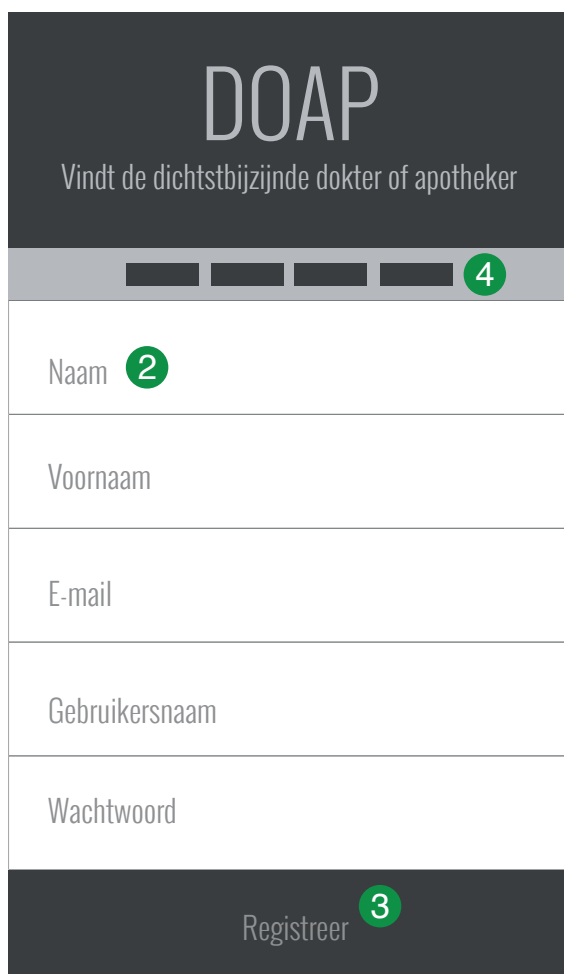 DOAP
Vindt de dichtstbijzijnde dokter of apotheker
4
Naam 2
Voornaam
E-mail
Gebruikersnaam
Wachtwoord
Registreer 3